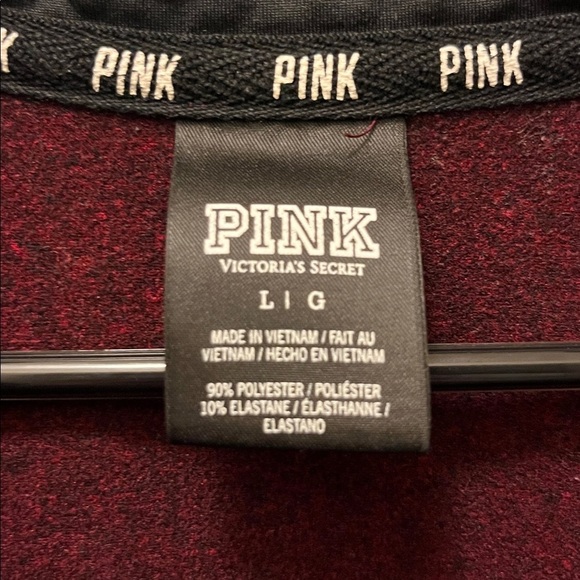 K PINK PINK PINK
PINK
VICTORIA'S SECRET
L | G
MADE IN VIETNAM / FAIT AU
VIETNAM / HECHO EN VIETNAM
90% POLYESTER / POLIÉSTER
10% ELASTANE / ÉLASTHANNE /
ELASTANO